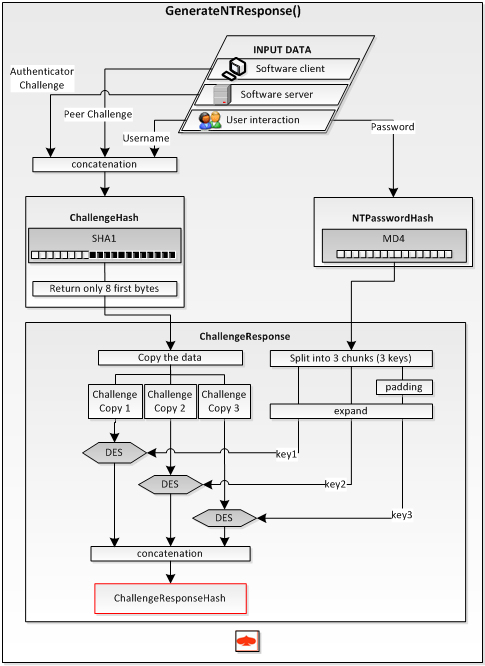 GenerateNTResponse()
INPUT DATA
Software client
Software server
User interaction
Authenticator
Challenge
Peer Challenge
Username
Password
concatenation
ChallengeHash
SHA1
Return only 8 first bytes
NTPasswordHash
MD4
ChallengeResponse
Copy the data
Split into 3 chunks (3 keys)
padding
Challenge
Copy 1
Challenge
Copy 2
Challenge
Copy 3
expand
DES
key1
DES
key2
DES
key3
concatenation
ChallengeResponseHash